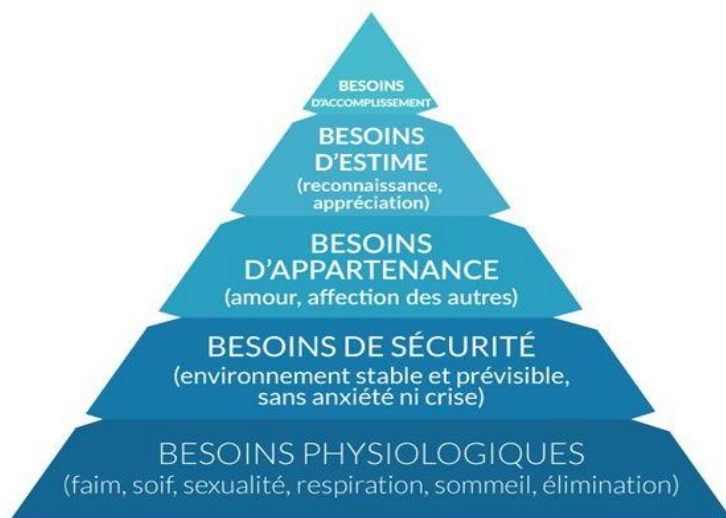 BESOINS
D'ACCOMPLISSEMENT
BESOINS
D'ESTIME
(reconnaissance,
appréciation)
BESOINS
D'APPARTENANCE
(amour, affection des autres)
BESOINS DE SÉCURITÉ
(environnement stable et prévisible,
sans anxiété ni crise)
BESOINS PHYSIOLOGIQUES
(faim, soif, sexualité, respiration, sommeil, élimination)